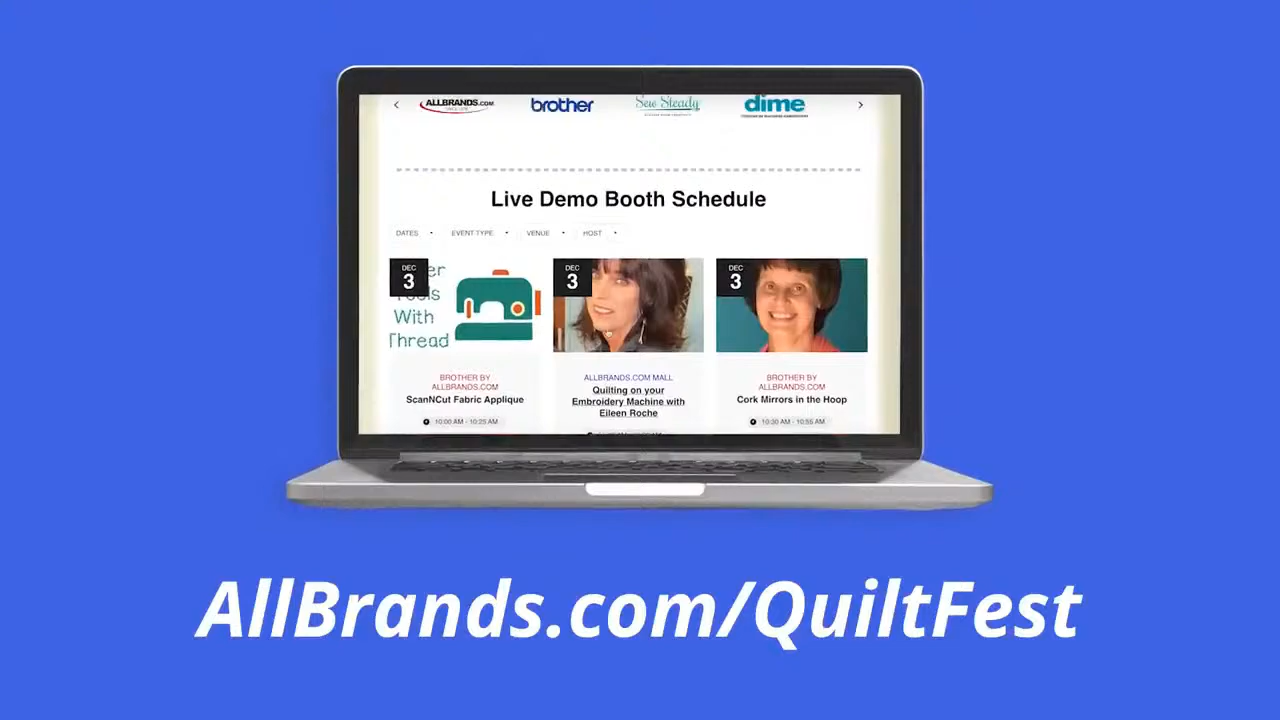 ALLBRANDS.COM
brother
Sew Steady
dime
Live Demo Booth Schedule
DATES
EVENT TYPE
VENUE
HOST
DEC
3
DEC
3
DEC
3
With
Thread
BROTHER BY
ALLBRANDS.COM
ScanNCut Fabric Applique
10:00 AM - 10:25 AM
ALLBRANDS.COM MALL
Quilting on your
Embroidery Machine with
Eileen Roche
BROTHER BY
ALLBRANDS.COM
Cork Mirrors in the Hoop
10:30 AM - 10:55 AM
AllBrands.com/QuiltFest